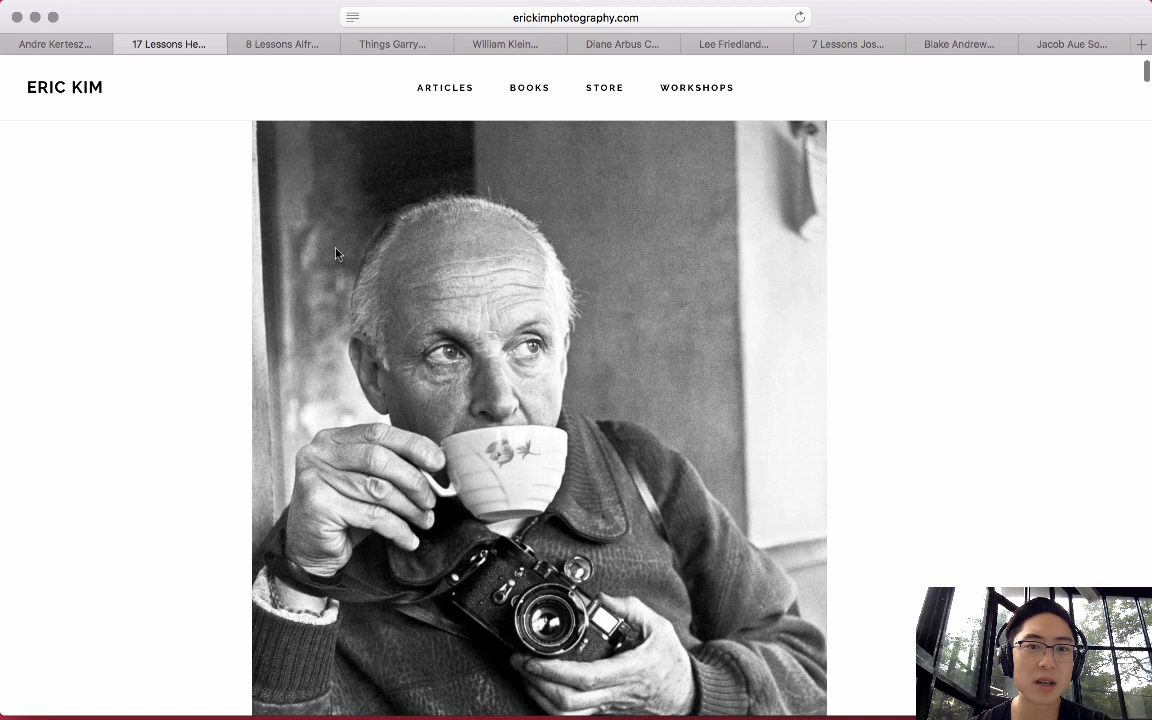 erickimphotography.com
Andre Kertesz...
17 Lessons He...
8 Lessons Alfr...
Things Garry...
William Klein...
Diane Arbus C...
Lee Friedland...
7 Lessons Jos...
Blake Andrew...
Jacob Aue So...
ERIC KIM
ARTICLES
BOOKS
STORE
WORKSHOPS